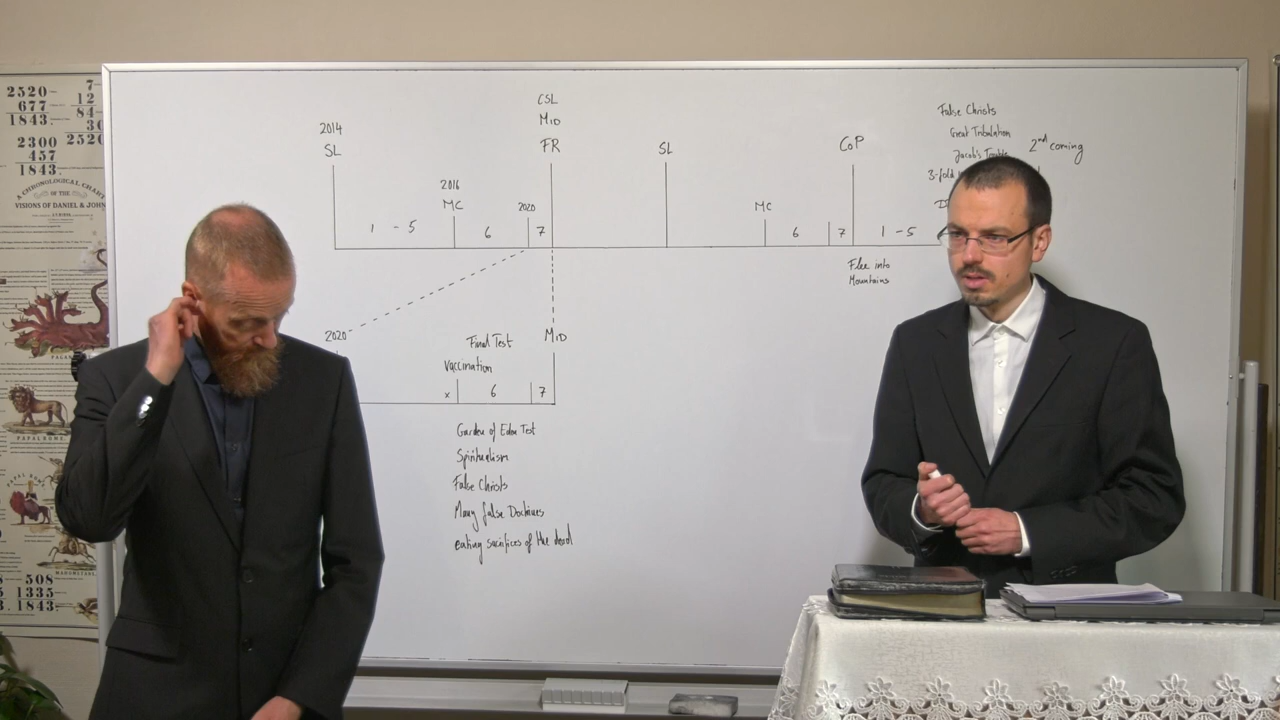 2520
677
1843.
2300
457
1843.
7
12
84
30
2520
A CHRONOLOGICAL CHART
OF THE
VISIONS OF DANIEL & JOHN
508
1335
1843.
2014
SL
CSL
MID
FR
SL
CoP
False Christs
Great Tribulation
Jacob's Trouble
3-fold
2nd coming
2016
MC
2020
MC
1 - 5
6
7
6
7
1 - 5
Flee into
Mountains
2020
Final Test
Vaccination
MID
x
6
7
Garden of Eden Test
Spiritualism
False Christs
Many false Doctrines
eating sacrifices of the dead